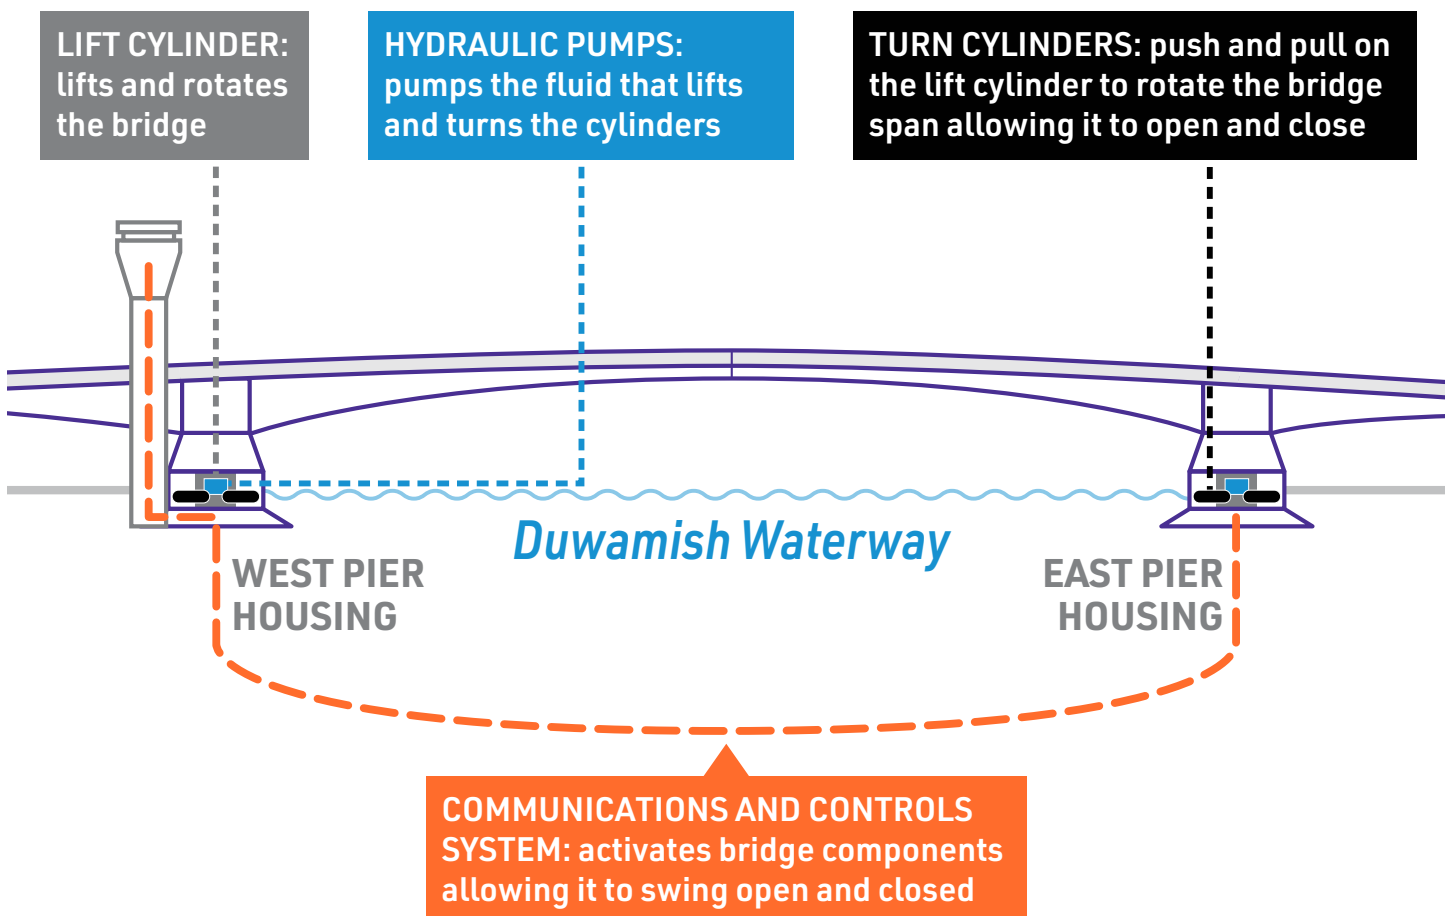 LIFT CYLINDER:
lifts and rotates
the bridge
HYDRAULIC PUMPS:
pumps the fluid that lifts
and turns the cylinders
TURN CYLINDERS: push and pull on
the lift cylinder to rotate the bridge
span allowing it to open and close
Duwamish Waterway
WEST PIER
HOUSING
EAST PIER
HOUSING
COMMUNICATIONS AND CONTROLS
SYSTEM: activates bridge components
allowing it to swing open and closed